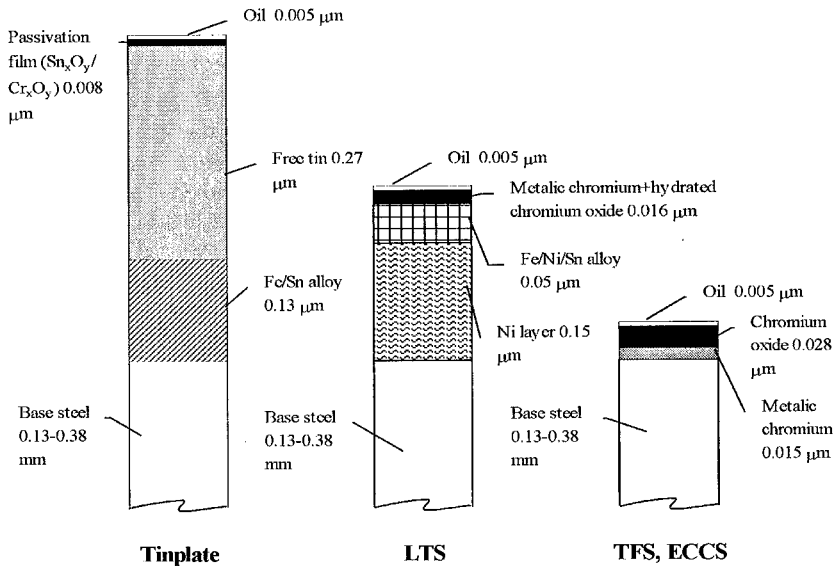 Oil 0.005 μm
Passivation
film (SnxOy/
CrxOy) 0.008
μm
Free tin 0.27
μm
Fe/Sn alloy
0.13 μm
Base steel
0.13-0.38
mm
Tinplate
Oil 0.005 μm
Metalic chromium+hydrated
chromium oxide 0.016 μm
Fe/Ni/Sn alloy
0.05 μm
Ni layer 0.15
μm
Base steel
0.13-0.38
mm
LTS
Oil 0.005 μm
Chromium
oxide 0.028
μm
Metalic
chromium
0.015 μm
Base steel
0.13-0.38
mm
TFS, ECCS